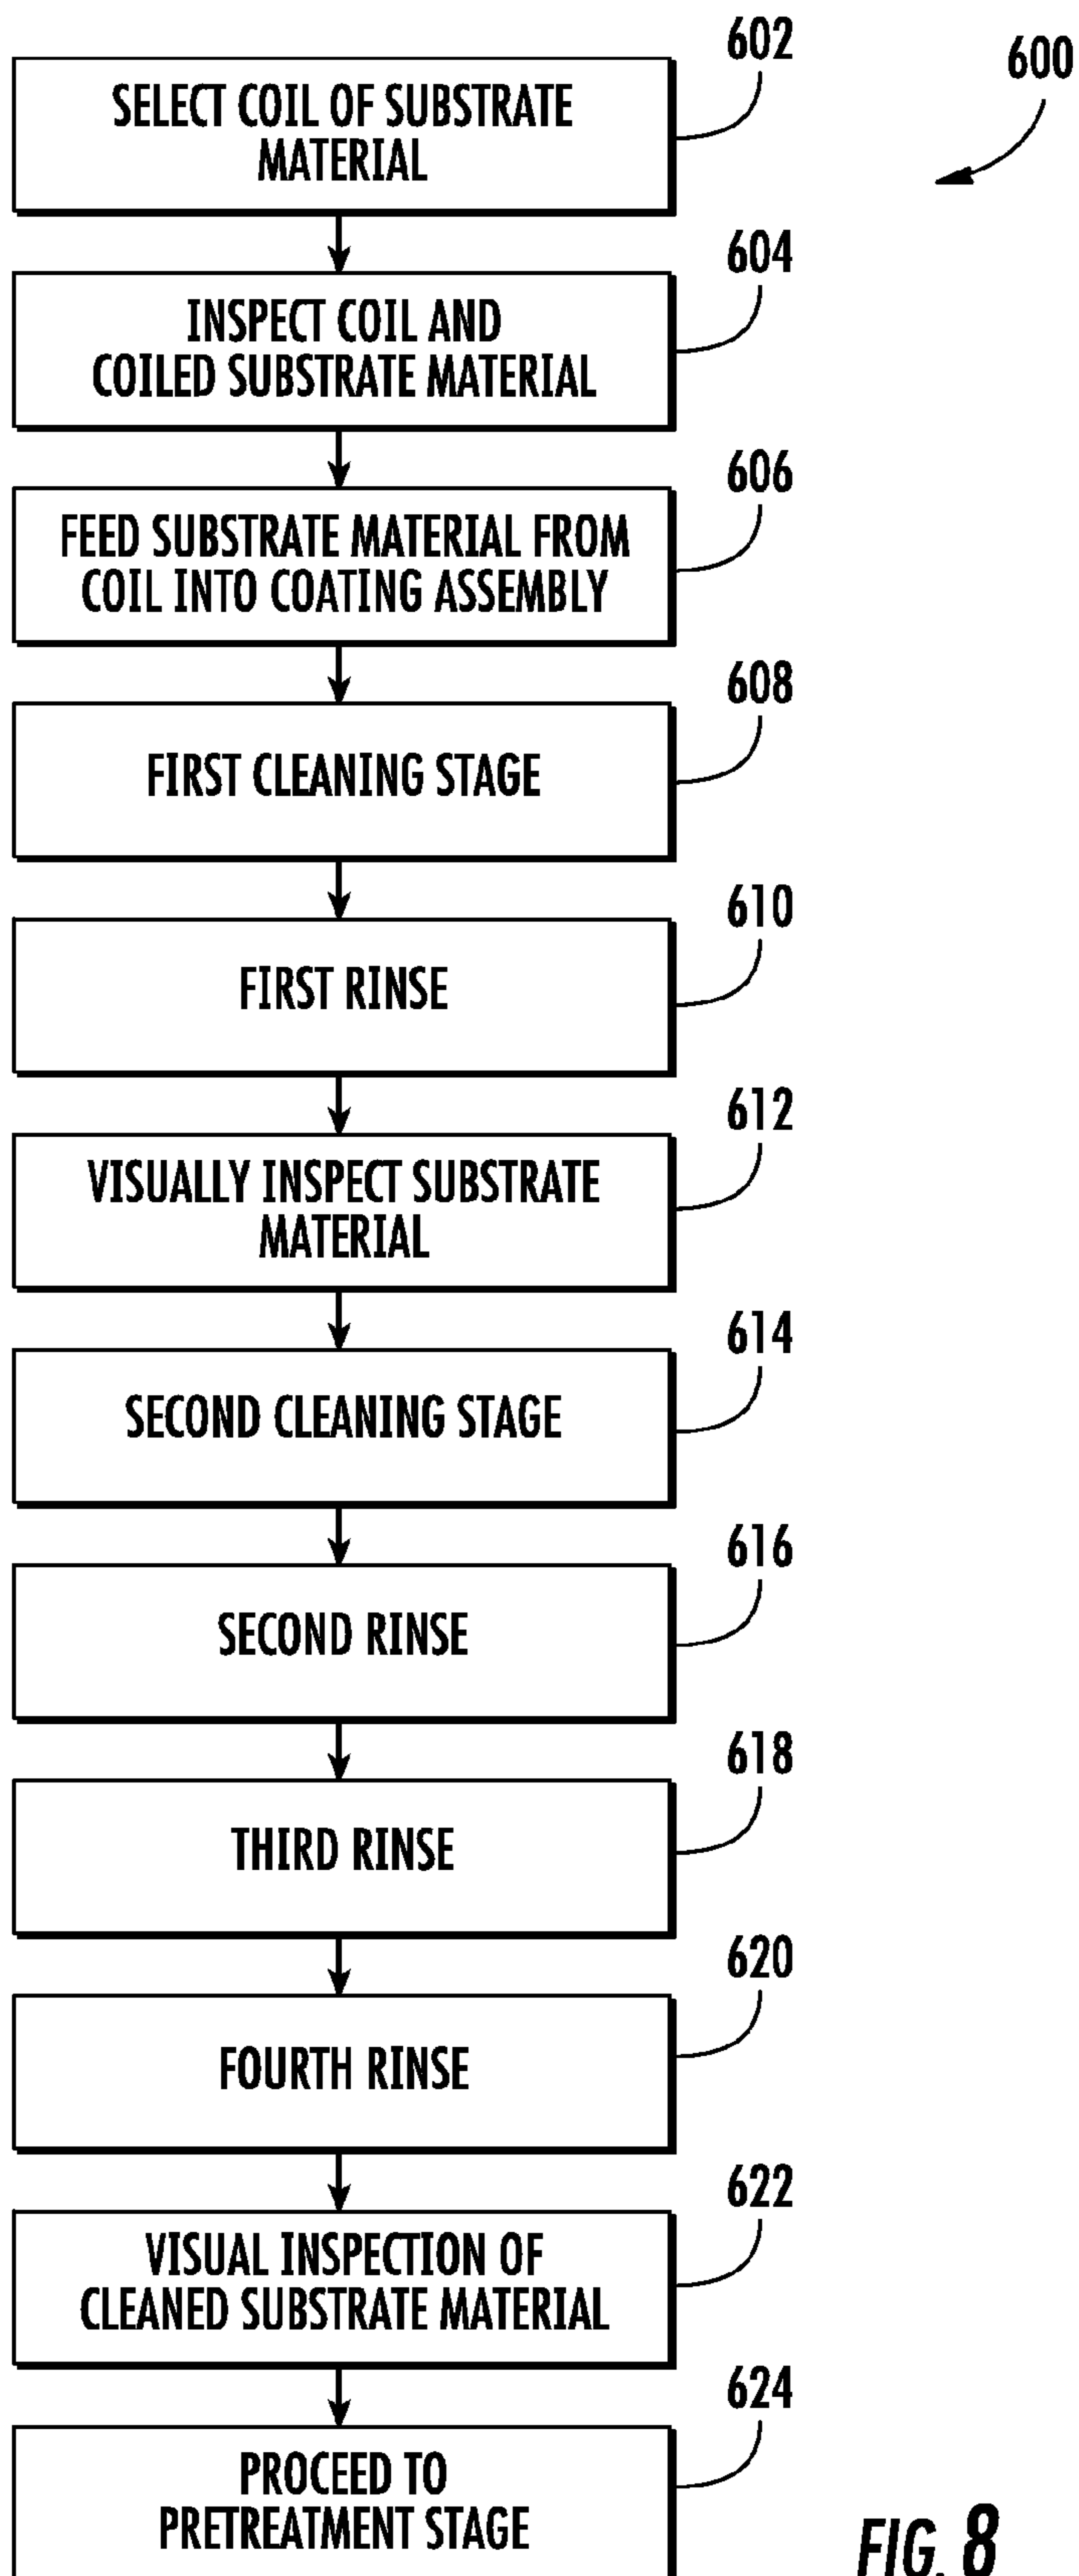 602
600
SELECT COIL OF SUBSTRATE
MATERIAL
604
INSPECT COIL AND
COILED SUBSTRATE MATERIAL
606
FEED SUBSTRATE MATERIAL FROM
COIL INTO COATING ASSEMBLY
608
FIRST CLEANING STAGE
610
FIRST RINSE
612
VISUALLY INSPECT SUBSTRATE
MATERIAL
614
SECOND CLEANING STAGE
616
SECOND RINSE
618
THIRD RINSE
620
FOURTH RINSE
622
VISUAL INSPECTION OF
CLEANED SUBSTRATE MATERIAL
624
PROCEED TO
PRETREATMENT STAGE
FIG. 8